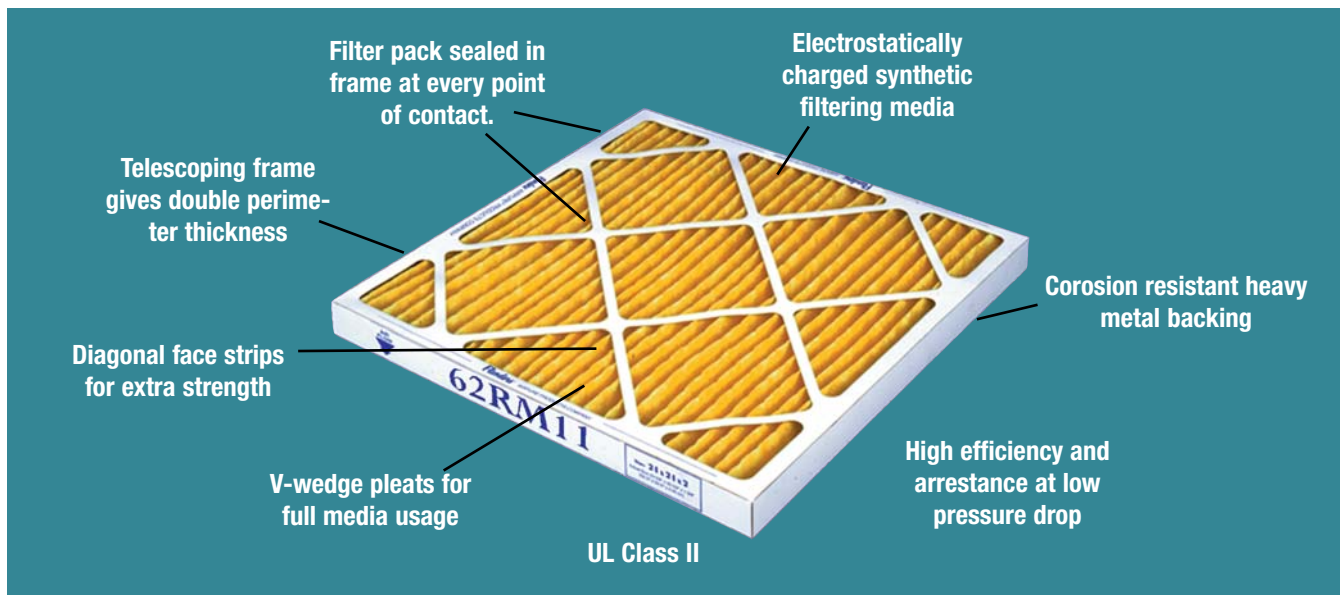 Filter pack sealed in
frame at every point
of contact.
Electrostatically
charged synthetic
filtering media
Telescoping frame
gives double perime-
ter thickness
Corosion resistant heavy
metal backing
Diagonal face strips
for extra strength
62RM11
21x21x2
V-wedge pleats for
full media usage
High efficiency and
arrestance at low
pressure drop
UL Class II